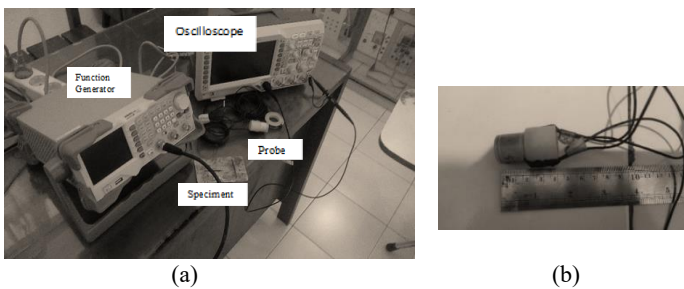 Oscilloscope
Function
Generator
Probe
Speciment
(a)
(b)